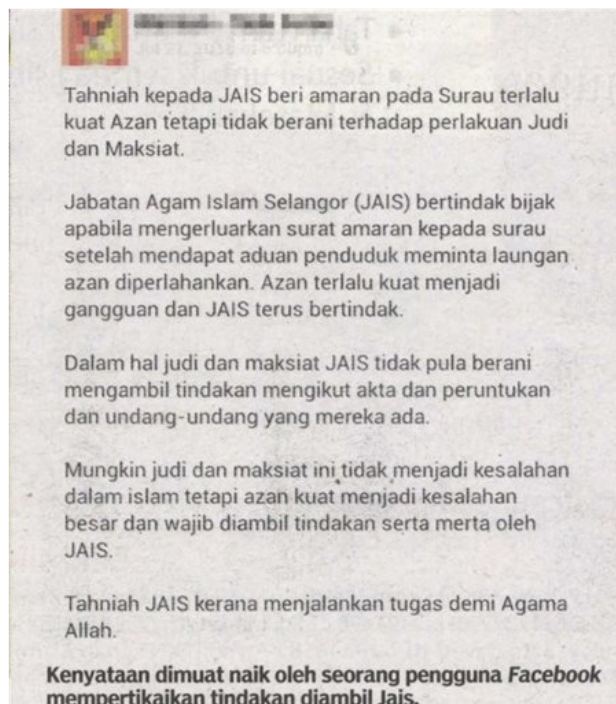 Tahniah kepada JAIS beri amaran pada Surau terlalu
kuat Azan tetapi tidak berani terhadap perlakuan Judi
dan Maksiat.
Jabatan Agam Islam Selangor (JAIS) bertindak bijak
apabila mengerluarkan surat amaran kepada surau
setelah mendapat aduan penduduk meminta laungan
azan diperlahankan. Azan terlalu kuat menjadi
gangguan dan JAIS terus bertindak.
Dalam hal judi dan maksiat JAIS tidak pula berani
mengambil tindakan mengikut akta dan peruntukan
dan undang-undang yang mereka ada.
Mungkin judi dan maksiat ini tidak menjadi kesalahan
dalam islam tetapi azan kuat menjadi kesalahan
besar dan wajib diambil tindakan serta merta oleh
JAIS.
Tahniah JAIS kerana menjalankan tugas demi Agama
Allah.
Kenyataan dimuat naik oleh seorang pengguna Facebook
mempertikaikan tindakan diambil Jais.